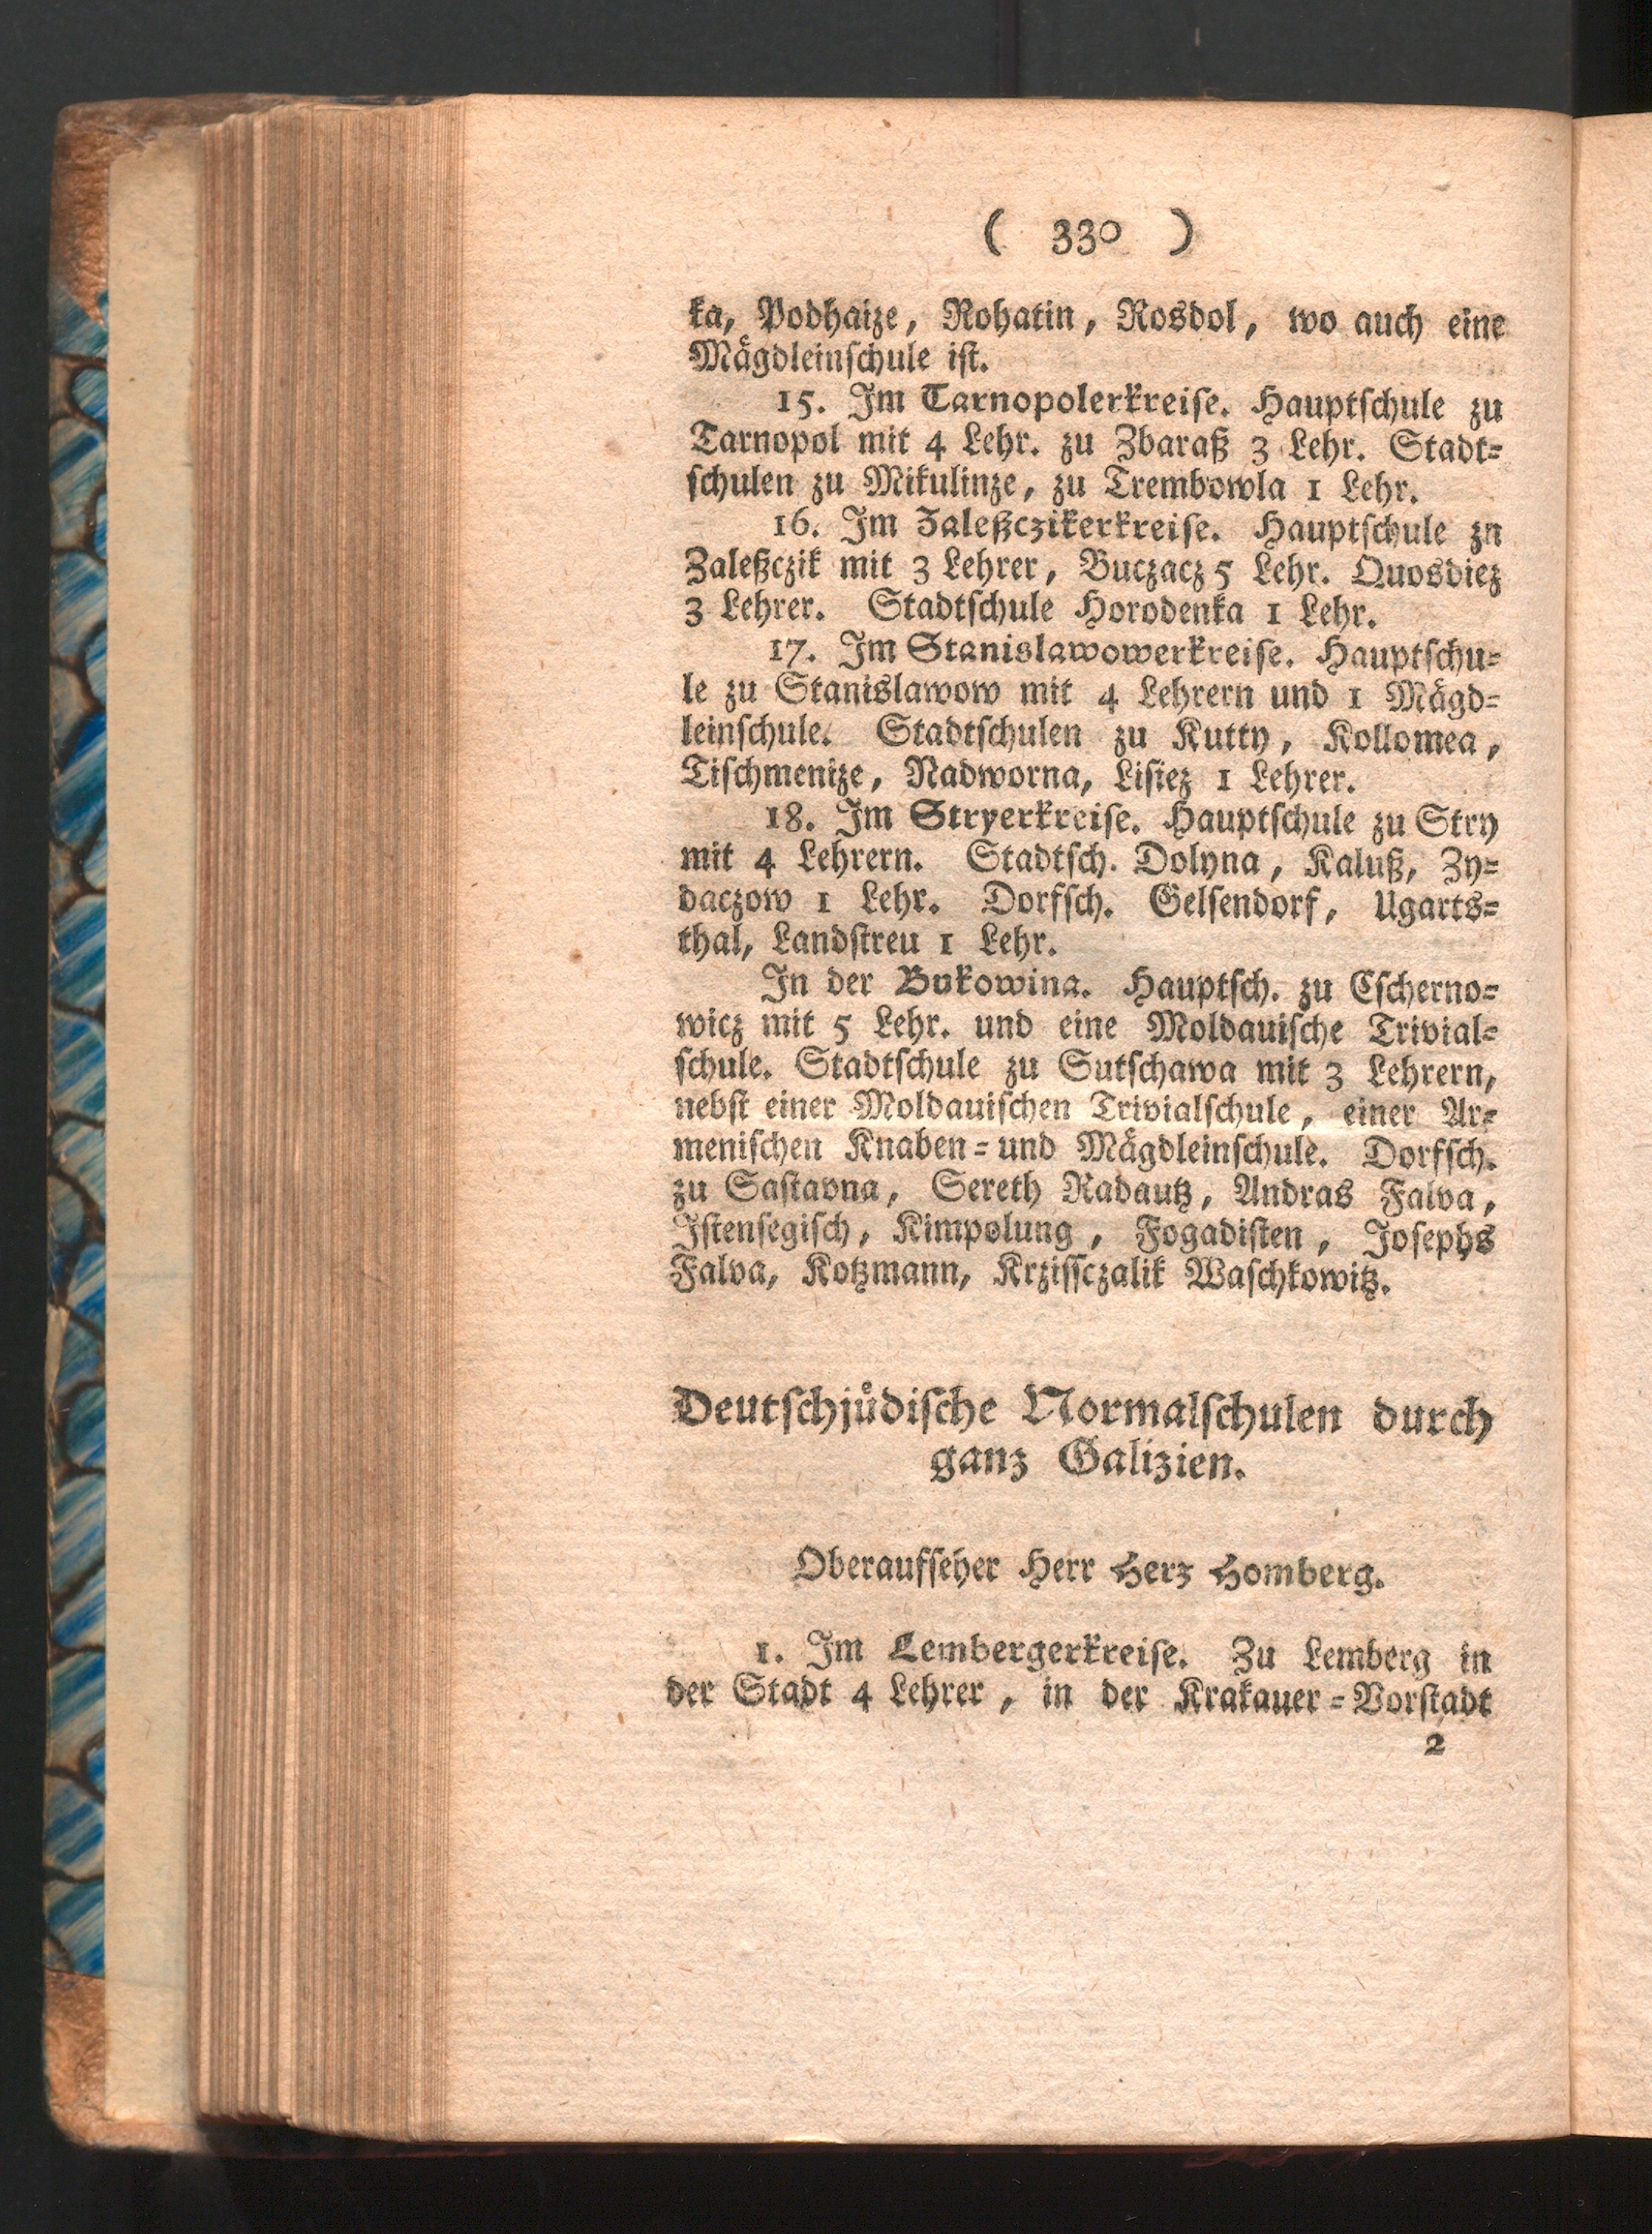 ( 330 )
ka, Podhaize, Rohatin, Rosdol, wo auch eine
Mågdleinschule ist.
15. Im Tarnopolerkreise. Hauptschule zu
Tarnopol mit 4 Lehr. zu Zbaraß 3 Lehr. Stadt=
schulen zu Mikulinze, zu Trembowla 1 Lehr.
16. Im Zaleßczikerkreise. Hauptschule zn
Zaleßczik mit 3 Lehrer, Buczacz 5 Lehr. Quosdiez
3 Lehrer. Stadtschule Horodenka 1 Lehr.
17. Im Stanislawowerkreise. Hauptschu=
le zu Stanislawow mit 4 Lehrern und 1 Mågd=
leinschule. Stadtschulen zu Kutty, Kollomea,
Tischmenize, Nadworna, Lisiez 1 Lehrer.
18. Im Stryerkreise. Hauptschule zu Stry
mit 4 Lehrern. Stadtsch. Dolyna, Kaluß, Zy=
daczow 1 Lehr. Dorfsch. Gelsendorf, Ugarts=
thal, Landstreu 1 Lehr.
In der Bukowina. Hauptsch. zu Cscherno=
wicz mit 5 Lehr. und eine Moldauische Trivial=
schule. Stadtschule zu Sutschawa mit 3 Lehrern,
nebst einer Moldauischen Trivialschule, einer Ar=
menischen Knaben=und Mågdleinschule. Dorfsch.
zu Sastavna, Sereth Radautz, Andras Falva,
Istensegisch, Kimpolung, Fogadisten, Josephs
Falva, Kotzmann, Krzissczalik Waschkowitz.
Deutschjůdische Normalschulen durch
ganz Galizien.
Oberaufseher Herr Herz Homberg.
1. Im Lembergerkreise. Zu Lemberg in
der Stadt 4 Lehrer, in der Krakauer=Vorstadt
2